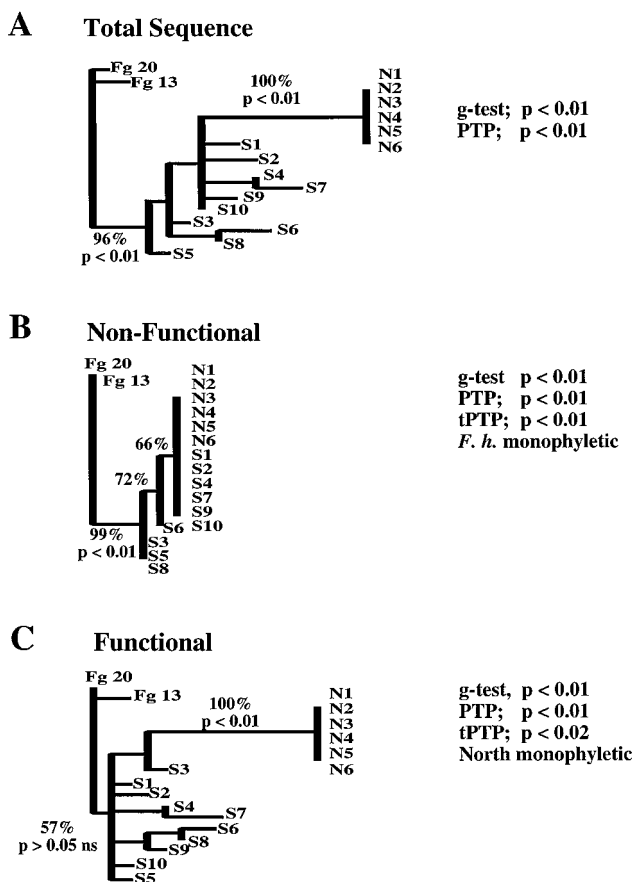 A Total Sequence
Fg 20
Fg 13
100%
p < 0.01
N1
N2
N3
N4
N5
N6
S1
S2
S4
S7
S9
S10
S3
S6
S8
S5
96%
p < 0.01
g-test; p < 0.01
PTP; p < 0.01
B Non-Functional
Fg 20
Fg 13
N1
N2
N3
N4
N5
N6
S1
S2
S4
S7
S9
S10
66%
72%
S6
99%
p < 0.01
S3
S5
S8
g-test p < 0.01
PTP; p < 0.01
tPTP; p < 0.01
F. h. monophyletic
C Functional
Fg 20
Fg 13
100%
p < 0.01
N1
N2
N3
N4
N5
N6
S3
S1
S2
S4
S7
S6
S8
S9
S10
S5
57%
p > 0.05 ns
g-test, p < 0.01
PTP; p < 0.01
tPTP; p < 0.02
North monophyletic